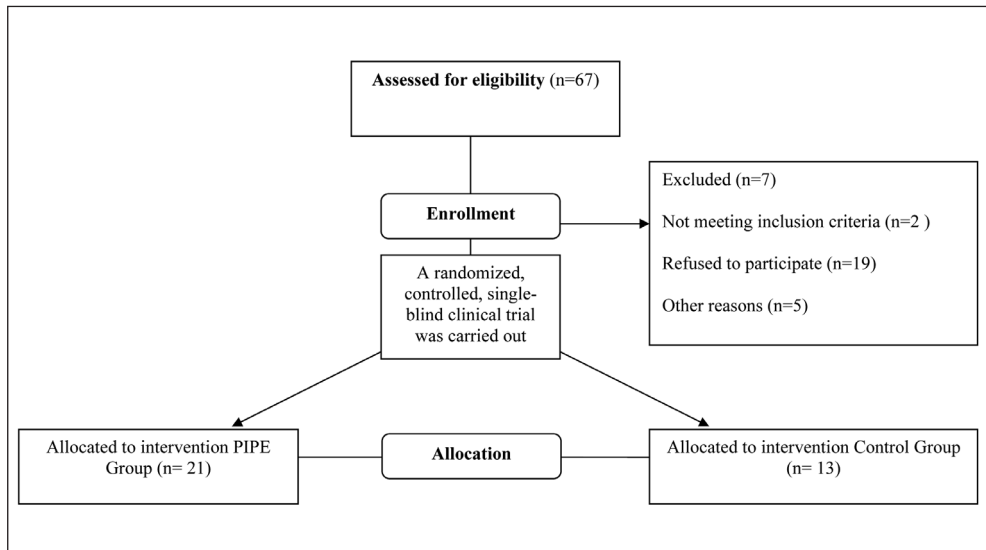 Assessed for eligibility (n=67)
Enrollment
Excluded (n=7)
Not meeting inclusion criteria (n=2 )
Refused to participate (n=19)
Other reasons (n=5)
A randomized,
controlled, single-
blind clinical trial
was carried out
Allocated to intervention PIPE
Group (n= 21)
Allocation
Allocated to intervention Control Group
(n= 13)